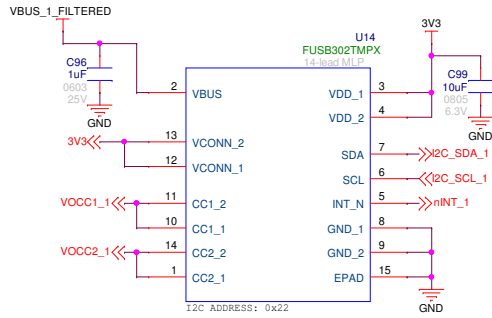 VBUS_1_FILTERED
C96
1uF
0603
25V
GND
U14
FUSB302TMPX
14-lead MLP
3V3
C99
10uF
0805
6.3V
GND
2 VBUS
VDD_1 3
VDD_2 4
3V3
13 VCONN_2
12 VCONN_1
SDA 7 I2C_SDA_1
SCL 6 I2C_SCL_1
INT_N 5 nINT_1
VOCC1_1
11 CC1_2
10 CC1_1
GND_1 8
VOCC2_1
14 CC2_2
1 CC2_1
GND_2 9
EPAD 15
GND
I2C ADDRESS: 0x22